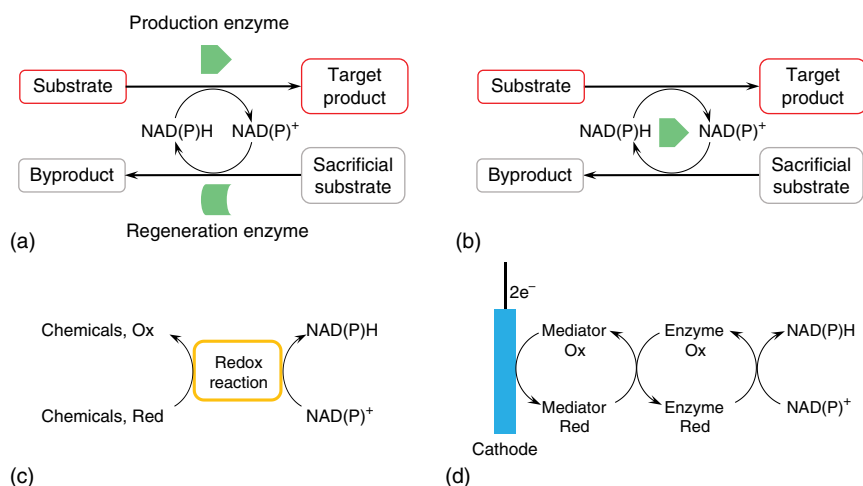 Production enzyme
Substrate
Target
product
NAD(P)H
NAD(P)⁺
Byproduct
Sacrificial
substrate
Regeneration enzyme
(a)
Substrate
Target
product
NAD(P)H
NAD(P)⁺
Byproduct
Sacrificial
substrate
(b)
Chemicals, Ox
NAD(P)H
Redox
reaction
Chemicals, Red
NAD(P)⁺
(c)
2e⁻
Mediator
Ox
Enzyme
Ox
NAD(P)H
Mediator
Red
Enzyme
Red
NAD(P)⁺
Cathode
(d)